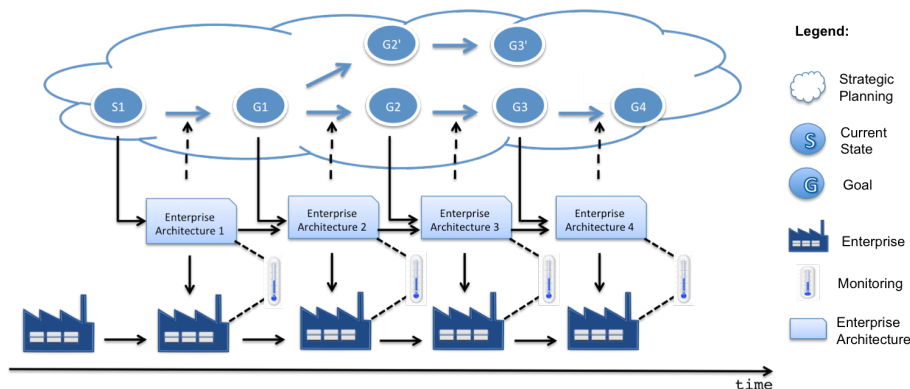 G2'
G3'
S1
G1
G2
G3
G4
Enterprise
Architecture 1
Enterprise
Architecture 2
Enterprise
Architecture 3
Enterprise
Architecture 4
time
Legend:
Strategic
Planning
S
Current
State
G
Goal
Enterprise
Monitoring
Enterprise
Architecture